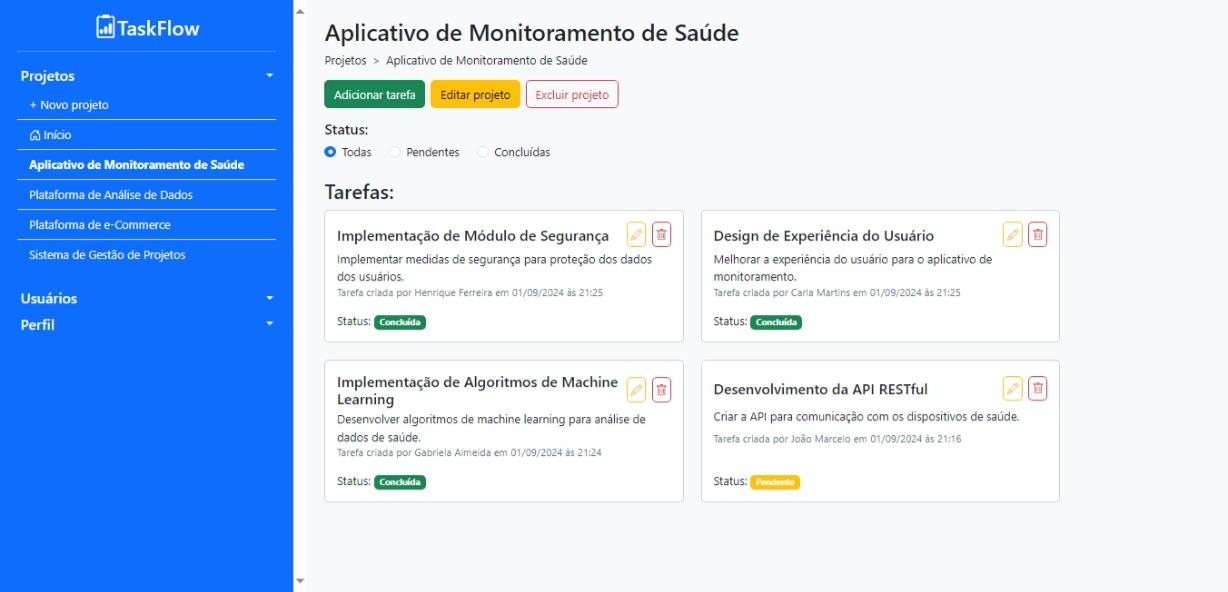 TaskFlow
Projetos
+ Novo projeto
Início
Aplicativo de Monitoramento de Saúde
Plataforma de Análise de Dados
Plataforma de e-Commerce
Sistema de Gestão de Projetos
Usuários
Perfil
Aplicativo de Monitoramento de Saúde
Projetos > Aplicativo de Monitoramento de Saúde
Adicionar tarefa Editar projeto Excluir projeto
Status:
Todas Pendentes Concluídas
Tarefas:
Implementação de Módulo de Segurança
Implementar medidas de segurança para proteção dos dados
dos usuários.
Tarefa criada por Henrique Ferreira em 01/09/2024 às 21:25
Status: Concluída
Design de Experiência do Usuário
Melhorar a experiência do usuário para o aplicativo de
monitoramento.
Tarefa criada por Carla Martins em 01/09/2024 às 21:25
Status: Concluída
Implementação de Algoritmos de Machine
Learning
Desenvolver algoritmos de machine learning para análise de
dados de saúde.
Tarefa criada por Gabriela Almeida em 01/09/2024 às 21:24
Status: Concluída
Desenvolvimento da API RESTful
Criar a API para comunicação com os dispositivos de saúde.
Tarefa criada por João Marcelo em 01/09/2024 às 21:16
Status: Pendente